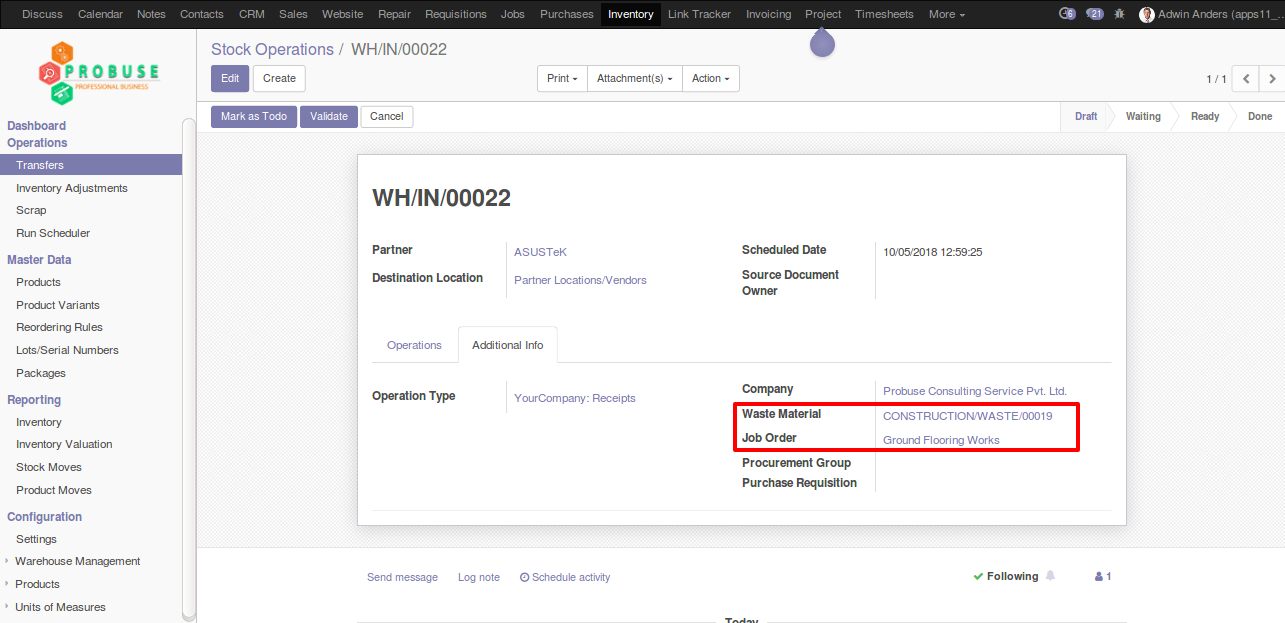 Discuss Calendar Notes Contacts CRM Sales Website Repair Requisitions Jobs Purchases Inventory Link Tracker Invoicing Project Timesheets More 6 21 Adwin Anders (apps11_...
PROBUSE
PROFESSIONAL BUSINESS
Stock Operations / WH/IN/00022
Edit Create Print Attachment(s) Action 1 / 1
Mark as Todo Validate Cancel Draft Waiting Ready Done
Dashboard
Operations
Transfers
Inventory Adjustments
Scrap
Run Scheduler
Master Data
Products
Product Variants
Reordering Rules
Lots/Serial Numbers
Packages
Reporting
Inventory
Inventory Valuation
Stock Moves
Product Moves
Configuration
Settings
Warehouse Management
Products
Units of Measures
WH/IN/00022
Partner ASUSTeK
Destination Location Partner Locations/Vendors
Scheduled Date 10/05/2018 12:59:25
Source Document
Owner
Operations Additional Info
Operation Type YourCompany: Receipts
Company Probuse Consulting Service Pvt. Ltd.
Waste Material CONSTRUCTION/WASTE/00019
Job Order Ground Flooring Works
Procurement Group
Purchase Requisition
Send message Log note Schedule activity Following 1
Today